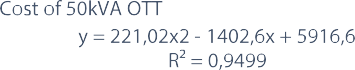 Cost of 50kVA OTT
y = 221,02x2 - 1402,6x + 5916,6
R² = 0,9499